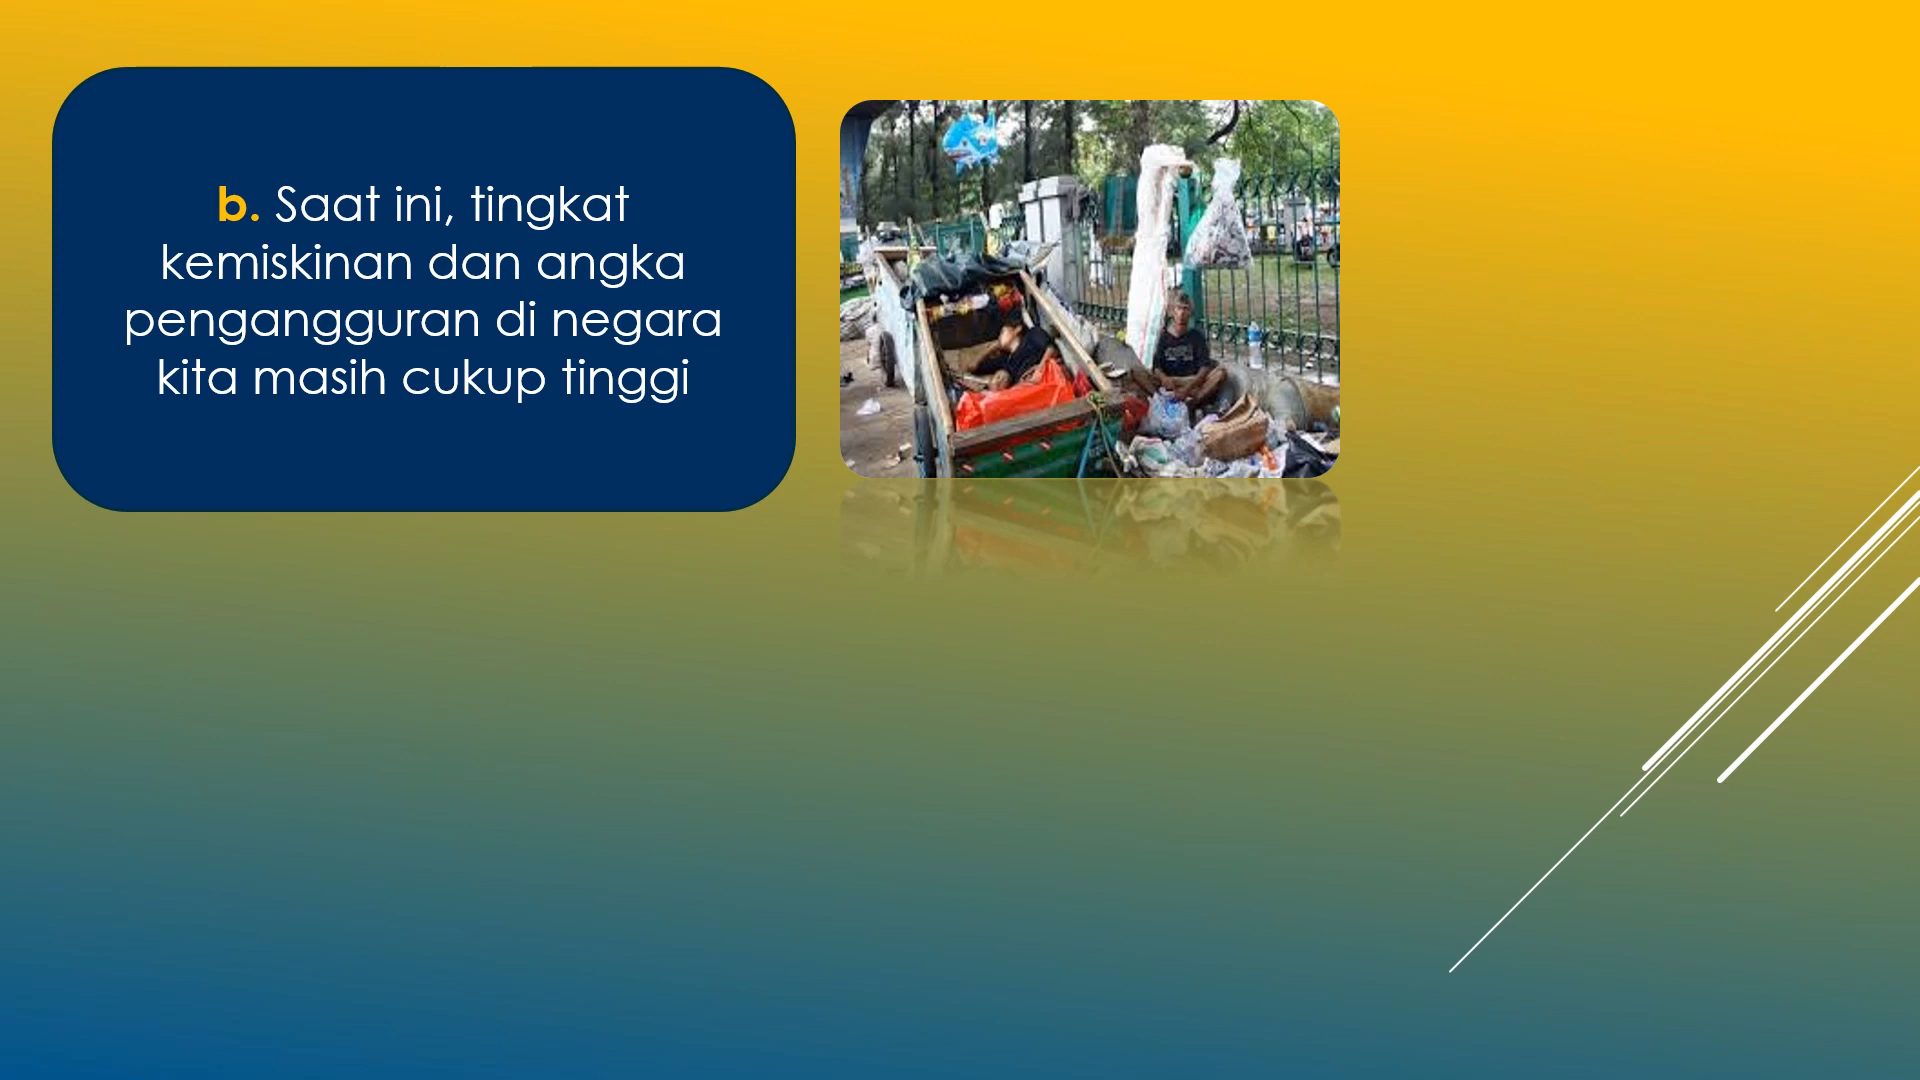 b. Saat ini, tingkat
kemiskinan dan angka
pengangguran di negara
kita masih cukup tinggi